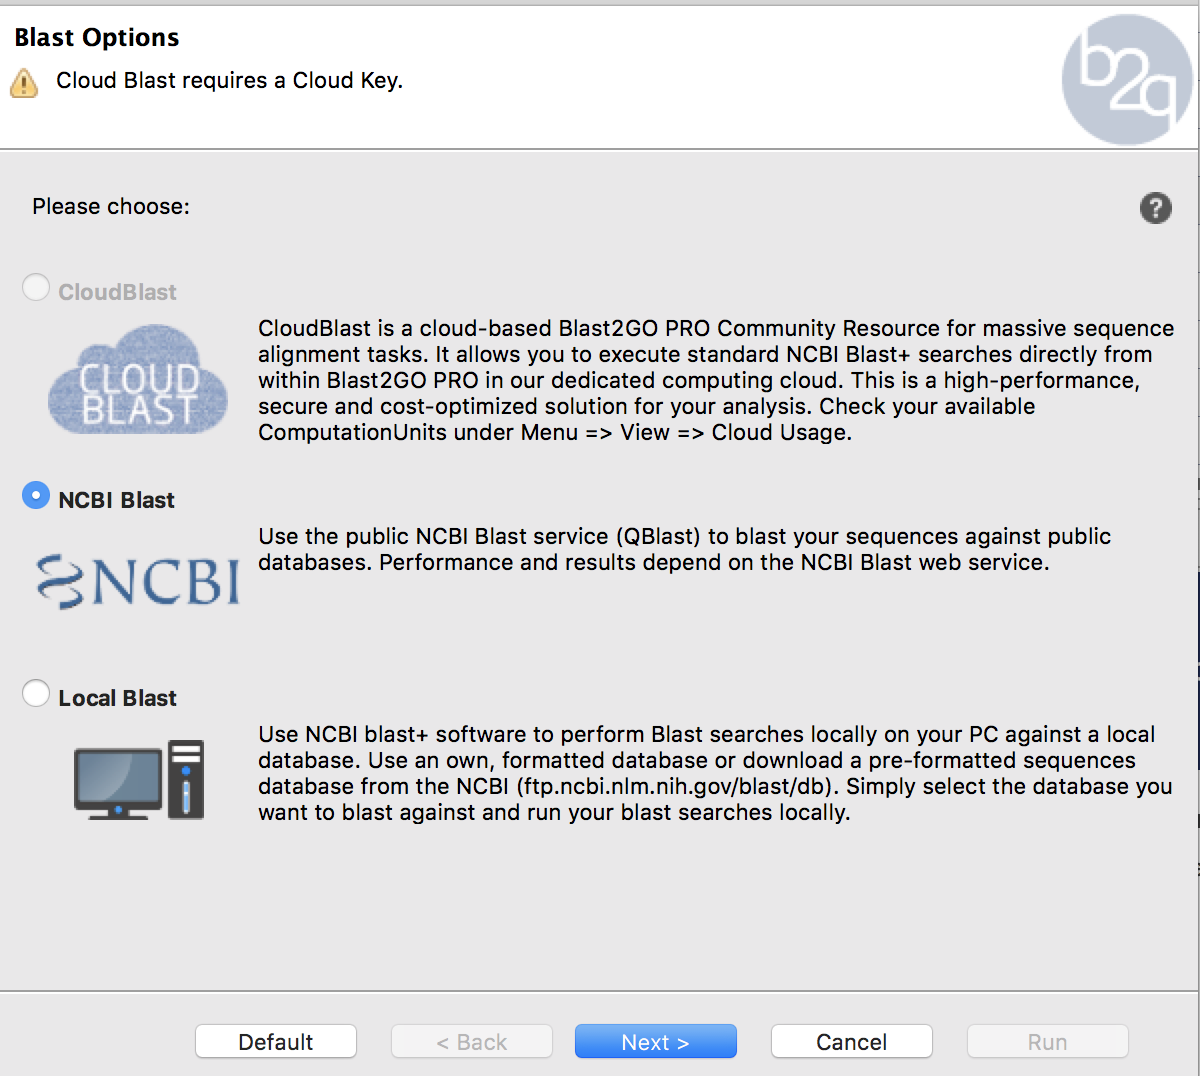 Blast Options
Cloud Blast requires a Cloud Key.
b2g
Please choose:
?
CloudBlast
CLOUD
BLAST
CloudBlast is a cloud-based Blast2GO PRO Community Resource for massive sequence
alignment tasks. It allows you to execute standard NCBI Blast+ searches directly from
within Blast2GO PRO in our dedicated computing cloud. This is a high-performance,
secure and cost-optimized solution for your analysis. Check your available
ComputationUnits under Menu => View => Cloud Usage.
NCBI Blast
NCBI
Use the public NCBI Blast service (QBlast) to blast your sequences against public
databases. Performance and results depend on the NCBI Blast web service.
Local Blast
Use NCBI blast+ software to perform Blast searches locally on your PC against a local
database. Use an own, formatted database or download a pre-formatted sequences
database from the NCBI (ftp.ncbi.nlm.nih.gov/blast/db). Simply select the database you
want to blast against and run your blast searches locally.
Default
< Back
Next >
Cancel
Run